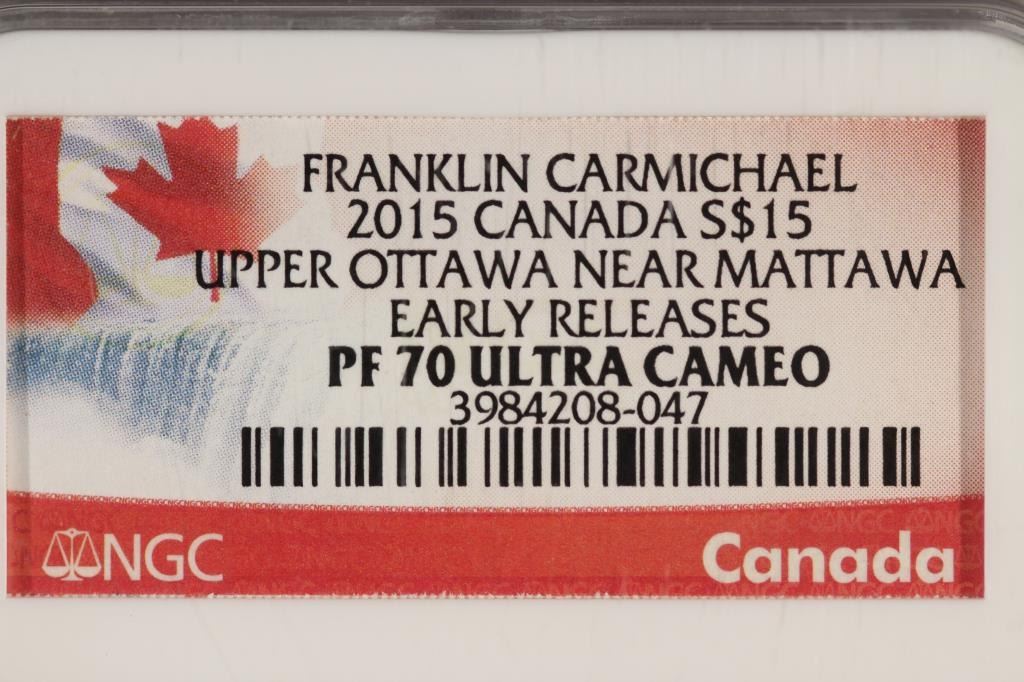 FRANKLIN CARMICHAEL
2015 CANADA S$15
UPPER OTTAWA NEAR MATTAWA
EARLY RELEASES
PF 70 ULTRA CAMEO
3984208-047
NGC
Canada